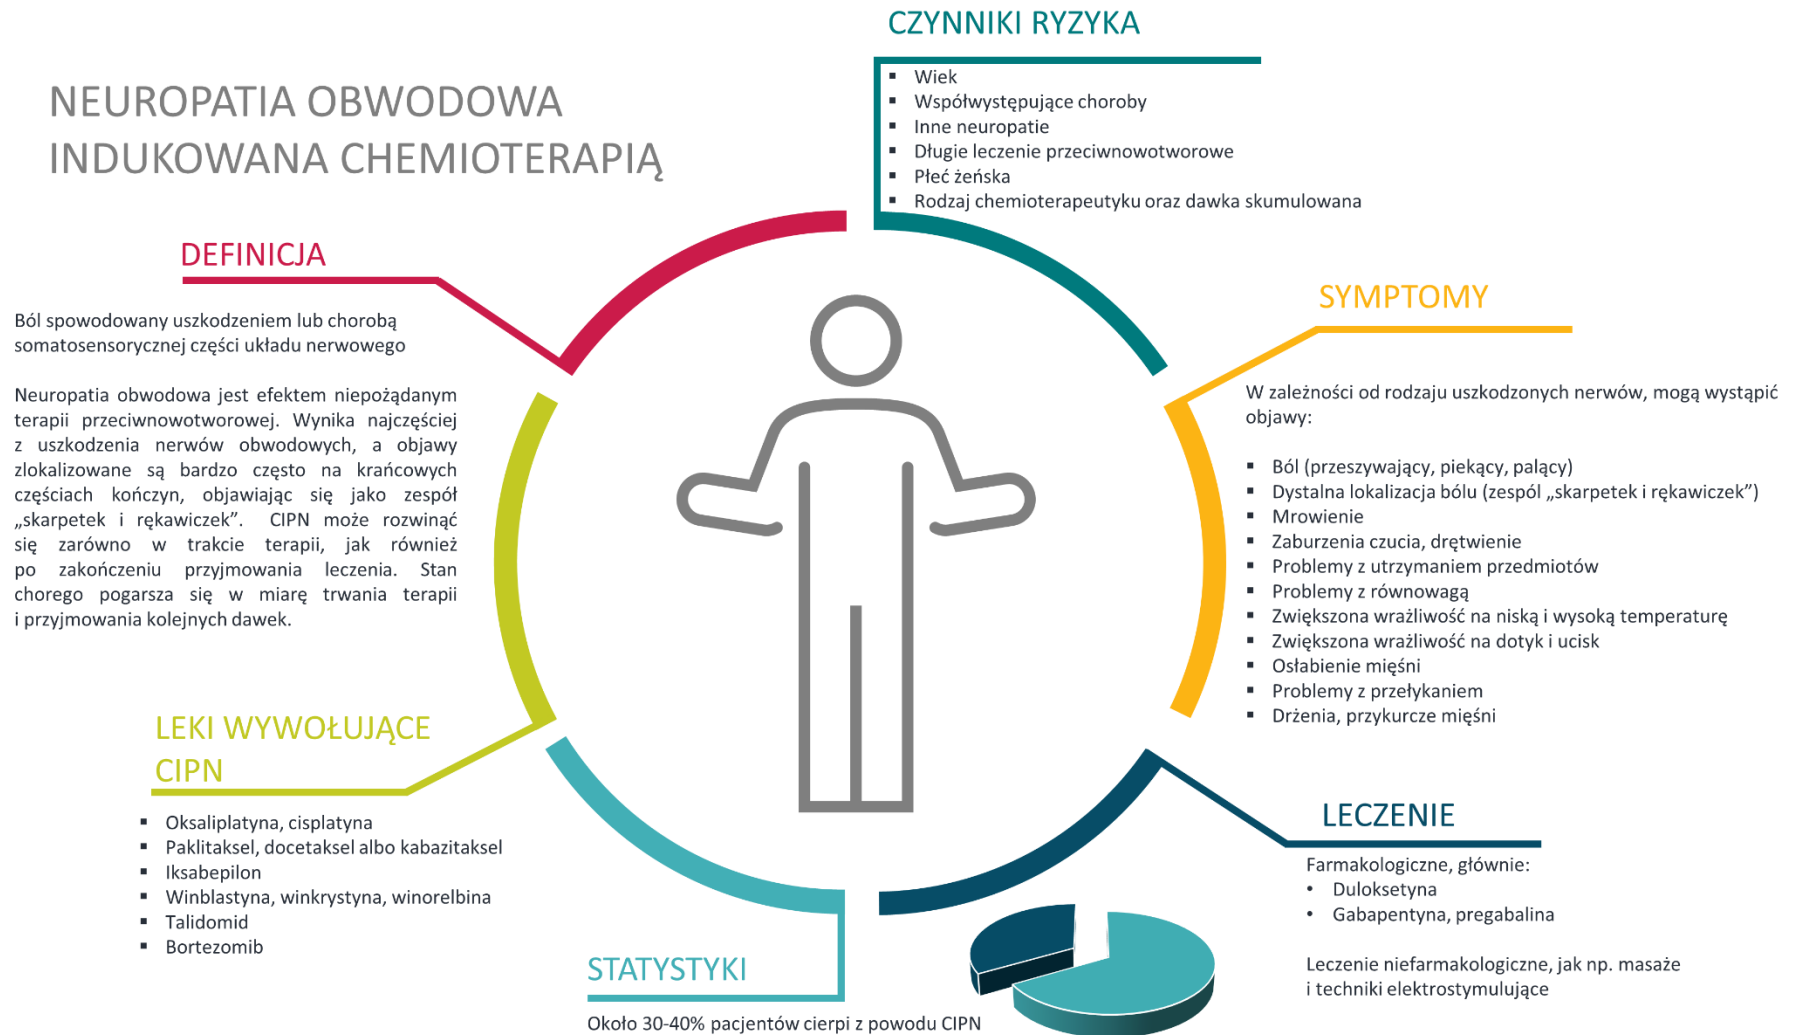 NEUROPATIA OBWODOWA
INDUKOWANA CHEMIOTERAPIĄ
CZYNNIKI RYZYKA
▪ Wiek
▪ Współwystępujące choroby
▪ Inne neuropatie
▪ Długie leczenie przeciwnowotworowe
▪ Płeć żeńska
▪ Rodzaj chemioterapeutyku oraz dawka skumulowana
DEFINICJA
Ból spowodowany uszkodzeniem lub chorobą
somatosensorycznej części układu nerwowego
Neuropatia obwodowa jest efektem niepożądanym
terapii przeciwnowotworowej. Wynika najczęściej
z uszkodzenia nerwów obwodowych, a objawy
zlokalizowane są bardzo często na krańcowych
częściach kończyn, objawiając się jako zespół
„skarpetek i rękawiczek”. CIPN może rozwinąć
się zarówno w trakcie terapii, jak również
po zakończeniu przyjmowania leczenia. Stan
chorego pogarsza się w miarę trwania terapii
i przyjmowania kolejnych dawek.
SYMPTOMY
W zależności od rodzaju uszkodzonych nerwów, mogą wystąpić
objawy:
▪ Ból (przeszywający, piekący, palący)
▪ Dystalna lokalizacja bólu (zespól „skarpetek i rękawiczek”)
▪ Mrowienie
▪ Zaburzenia czucia, drętwienie
▪ Problemy z utrzymaniem przedmiotów
▪ Problemy z równowagą
▪ Zwiększona wrażliwość na niską i wysoką temperaturę
▪ Zwiększona wrażliwość na dotyk i ucisk
▪ Osłabienie mięśni
▪ Problemy z przełykaniem
▪ Drżenia, przykurcze mięśni
LEKI WYWOŁUJĄCE
CIPN
▪ Oksaliplatyna, cisplatyna
▪ Paklitaksel, docetaksel albo kabazitaksel
▪ Iksabepilon
▪ Winblastyna, winkrystyna, winorelbina
▪ Talidomid
▪ Bortezomib
LECZENIE
Farmakologiczne, głównie:
• Duloksetyna
• Gabapentyna, pregabalina
Leczenie niefarmakologiczne, jak np. masaże
i techniki elektrostymulujące
STATYSTYKI
Około 30-40% pacjentów cierpi z powodu CIPN